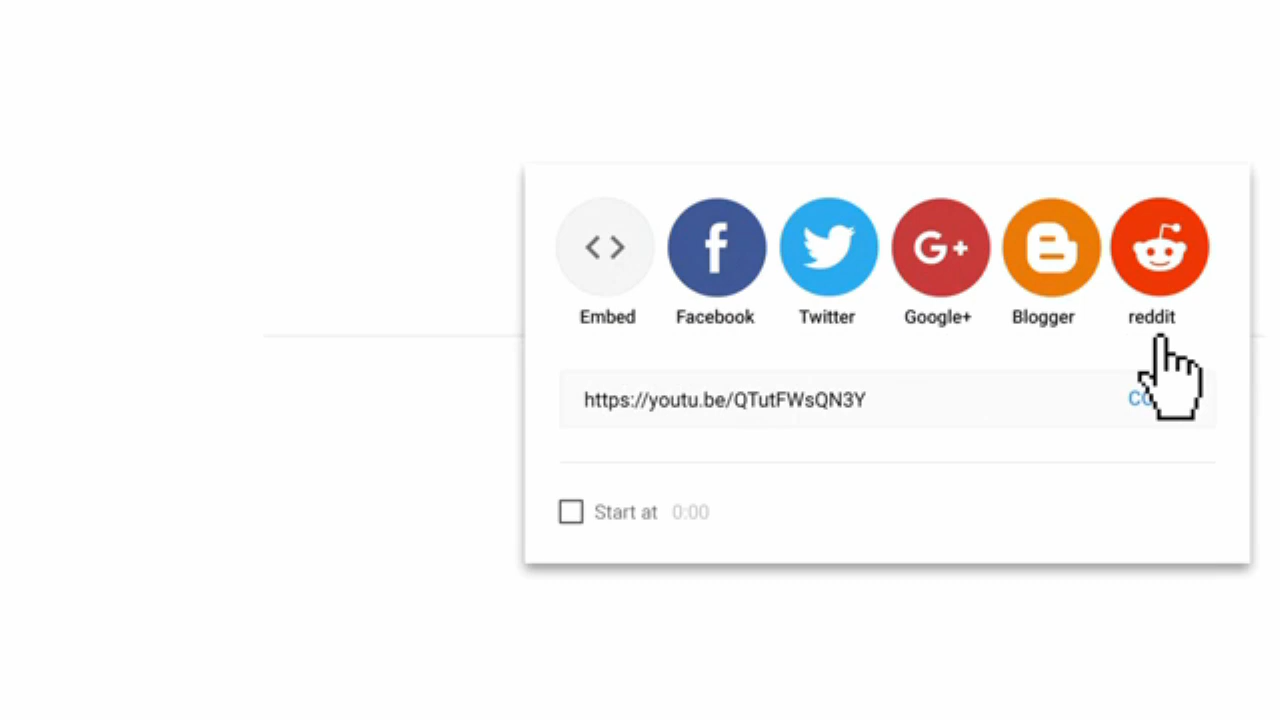 Embed Facebook Twitter Google+ Blogger reddit
https://youtu.be/QTutFWsQN3Y
Start at 0:00